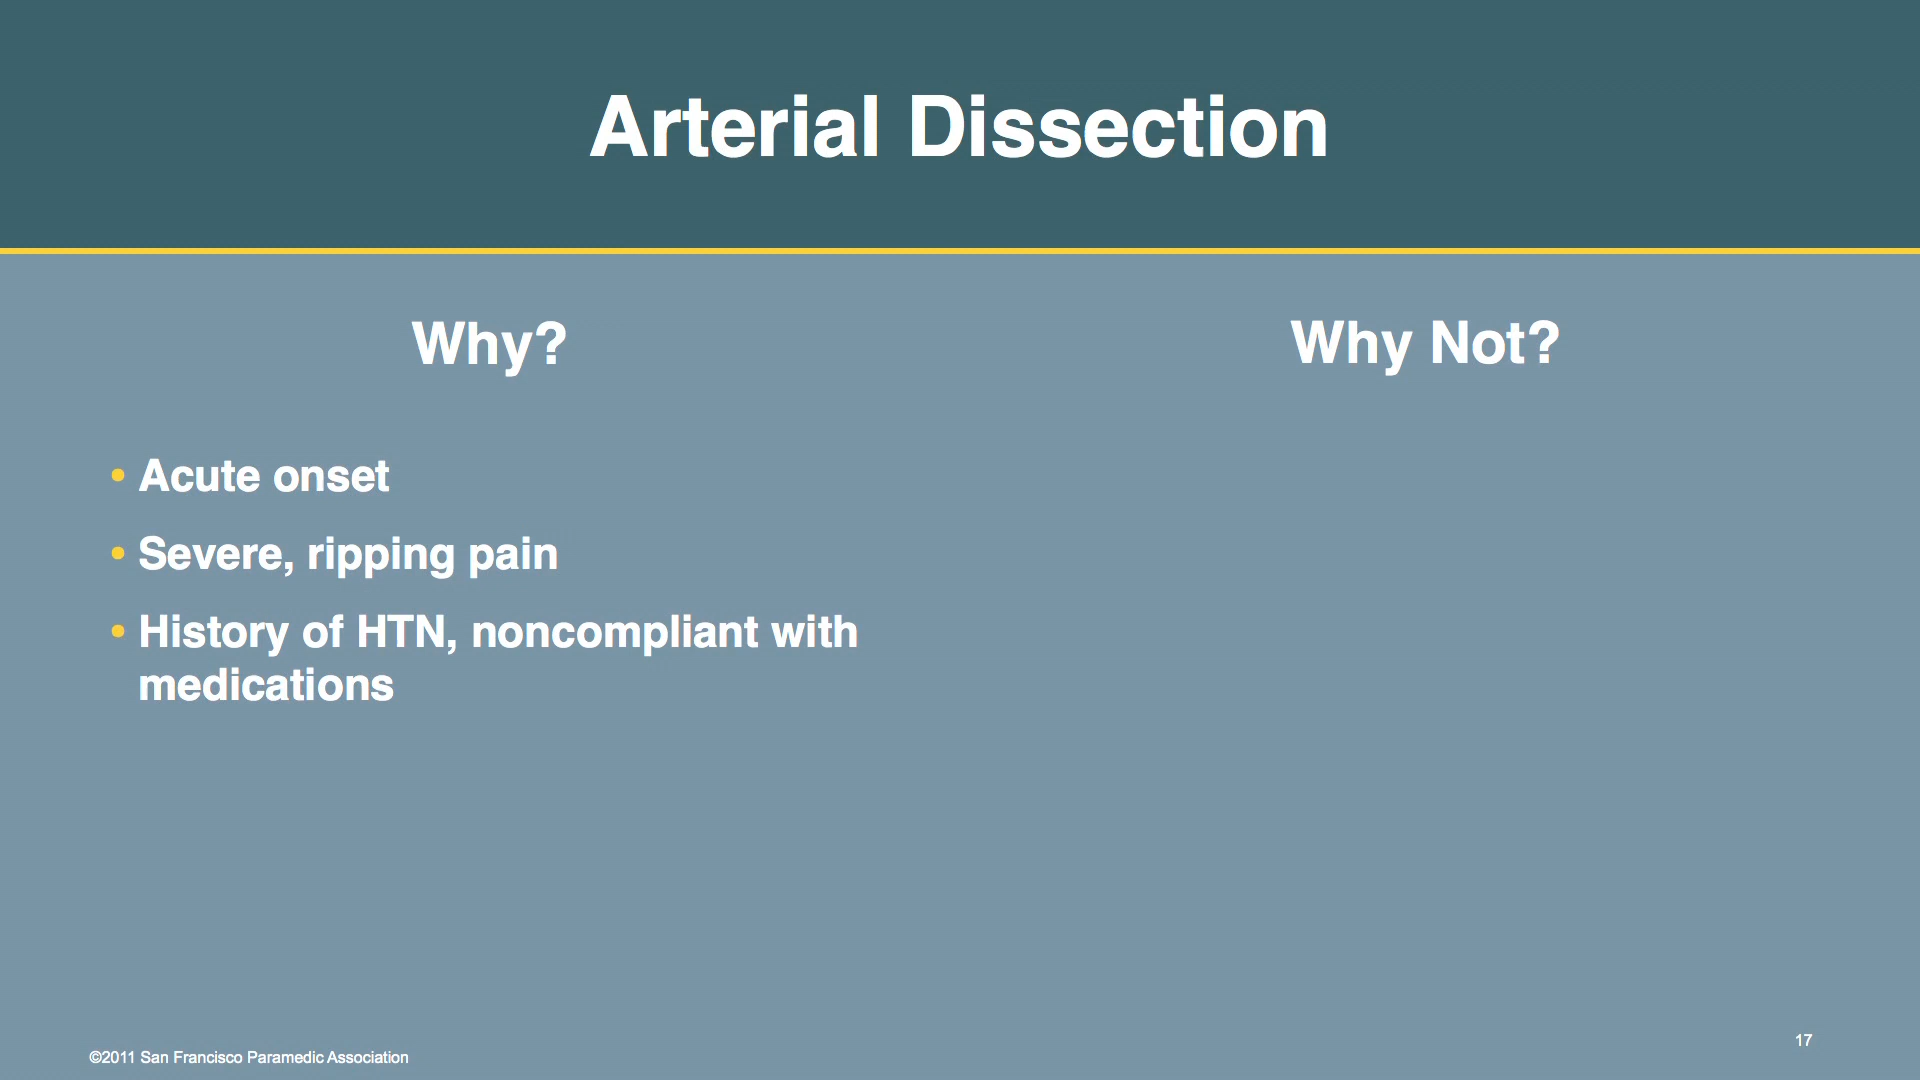 Arterial Dissection
Why?
• Acute onset
• Severe, ripping pain
• History of HTN, noncompliant with
medications
Why Not?
©2011 San Francisco Paramedic Association
17